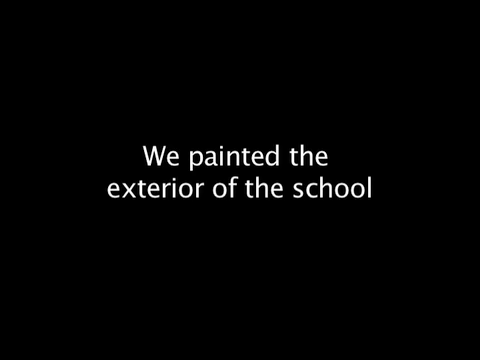 We painted the
exterior of the school